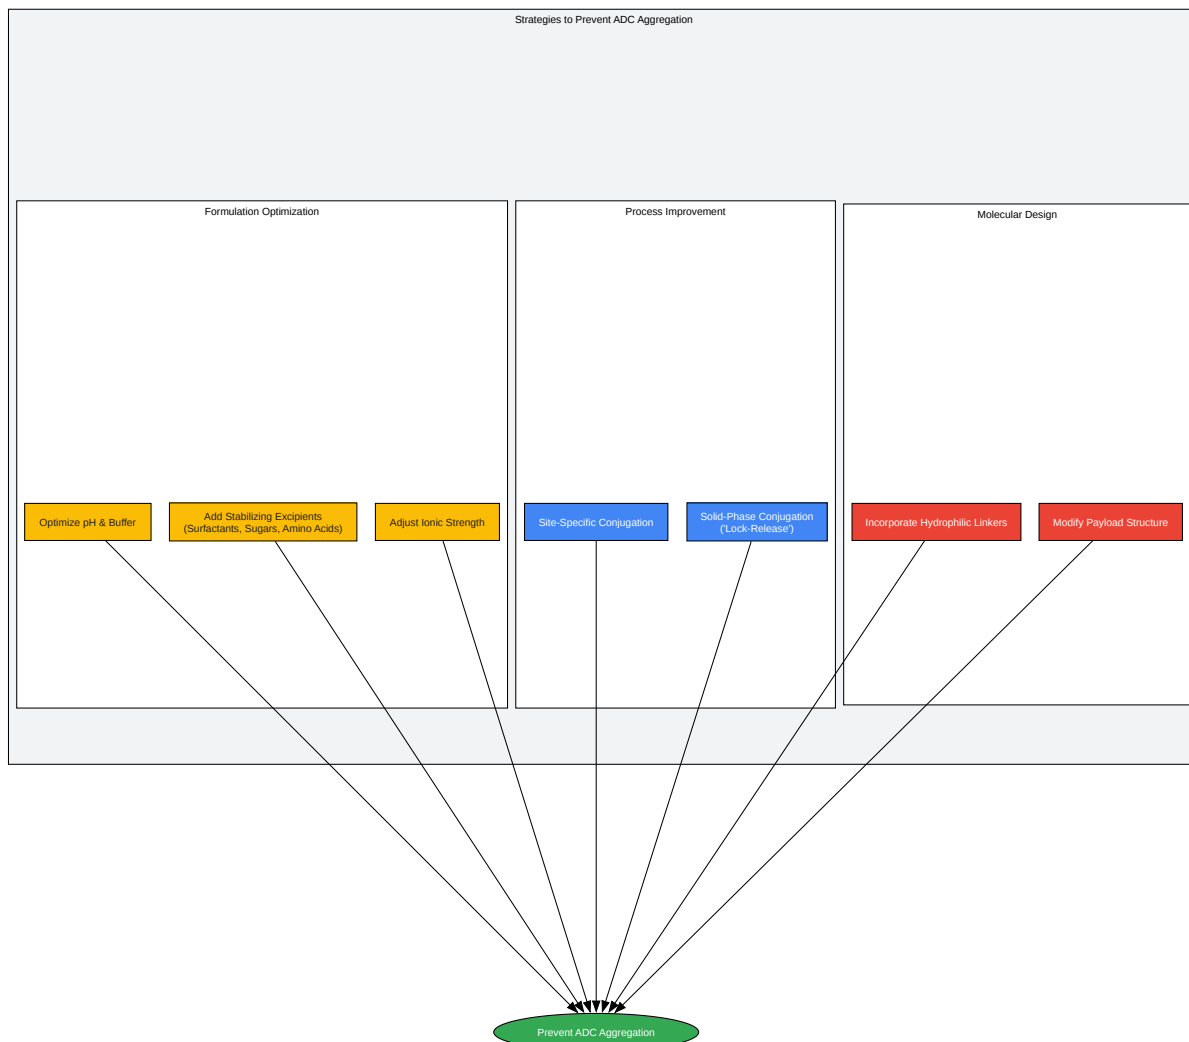 Strategies to Prevent ADC Aggregation
Formulation Optimization
Process Improvement
Molecular Design
Optimize pH & Buffer
Add Stabilizing Excipients
(Surfactants, Sugars, Amino Acids)
Adjust Ionic Strength
Site-Specific Conjugation
Solid-Phase Conjugation
('Lock-Release')
Incorporate Hydrophilic Linkers
Modify Payload Structure
Prevent ADC Aggregation